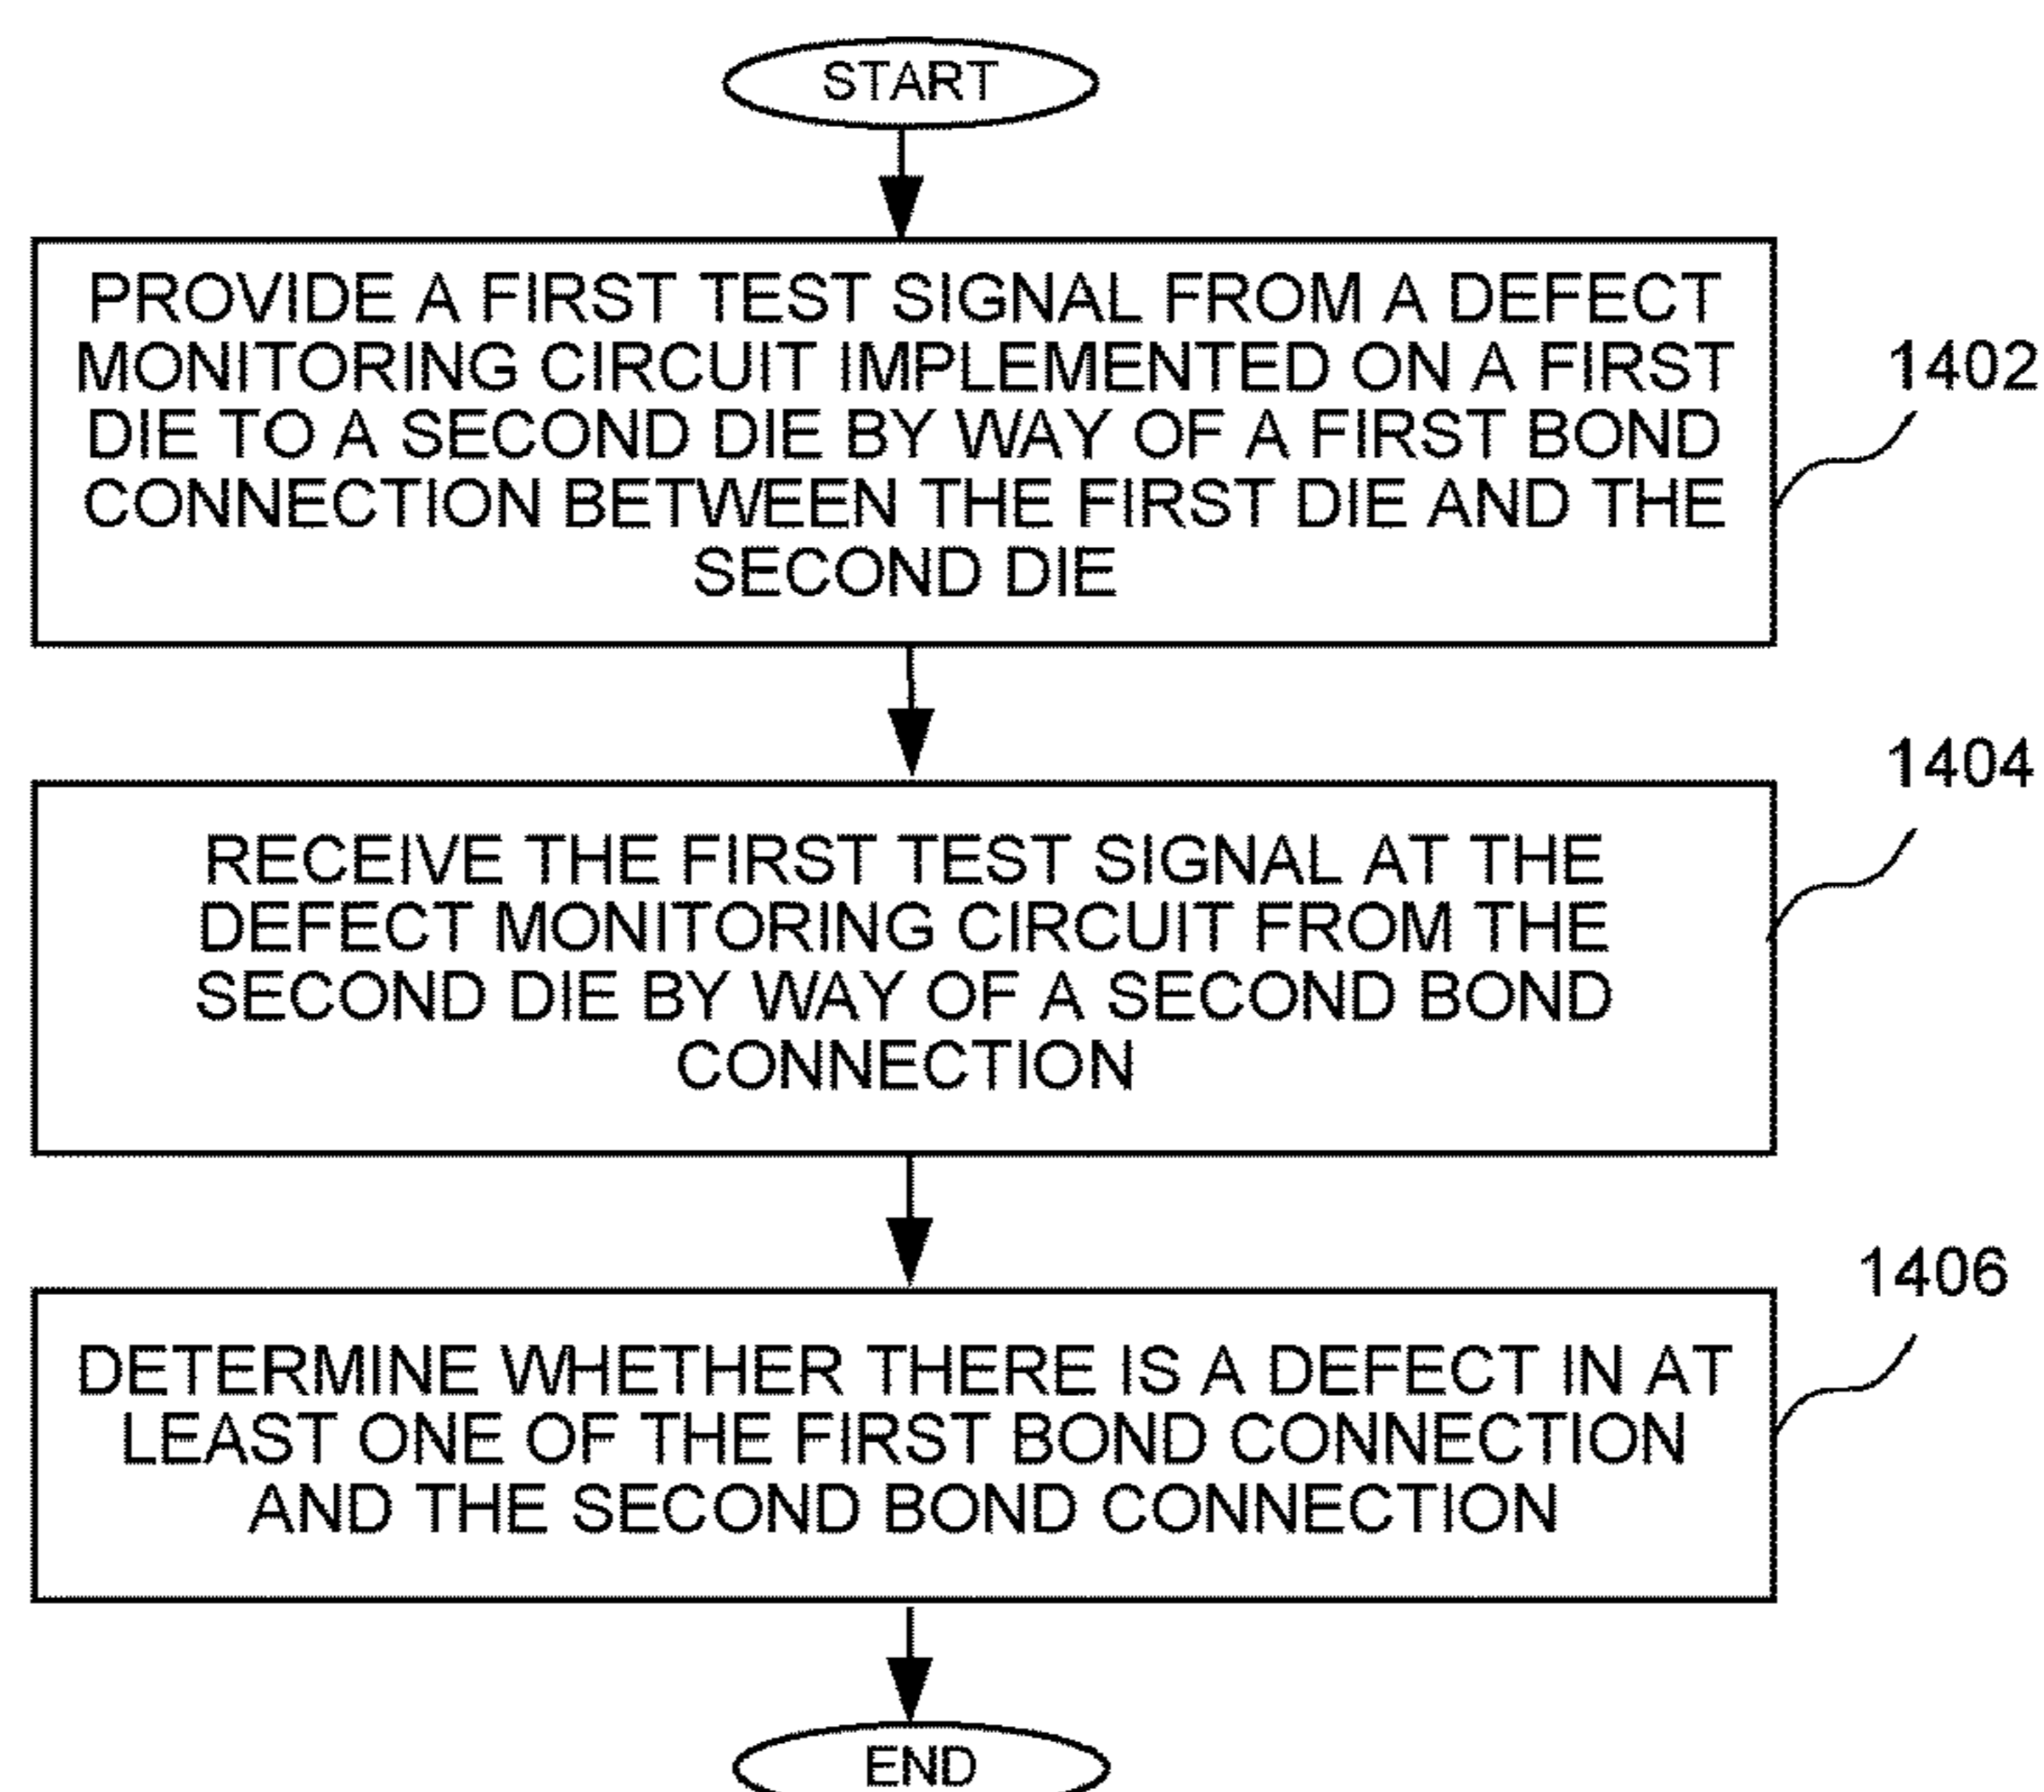 START
PROVIDE A FIRST TEST SIGNAL FROM A DEFECT
MONITORING CIRCUIT IMPLEMENTED ON A FIRST
DIE TO A SECOND DIE BY WAY OF A FIRST BOND
CONNECTION BETWEEN THE FIRST DIE AND THE
SECOND DIE
1402
RECEIVE THE FIRST TEST SIGNAL AT THE
DEFECT MONITORING CIRCUIT FROM THE
SECOND DIE BY WAY OF A SECOND BOND
CONNECTION
1404
DETERMINE WHETHER THERE IS A DEFECT IN AT
LEAST ONE OF THE FIRST BOND CONNECTION
AND THE SECOND BOND CONNECTION
1406
END